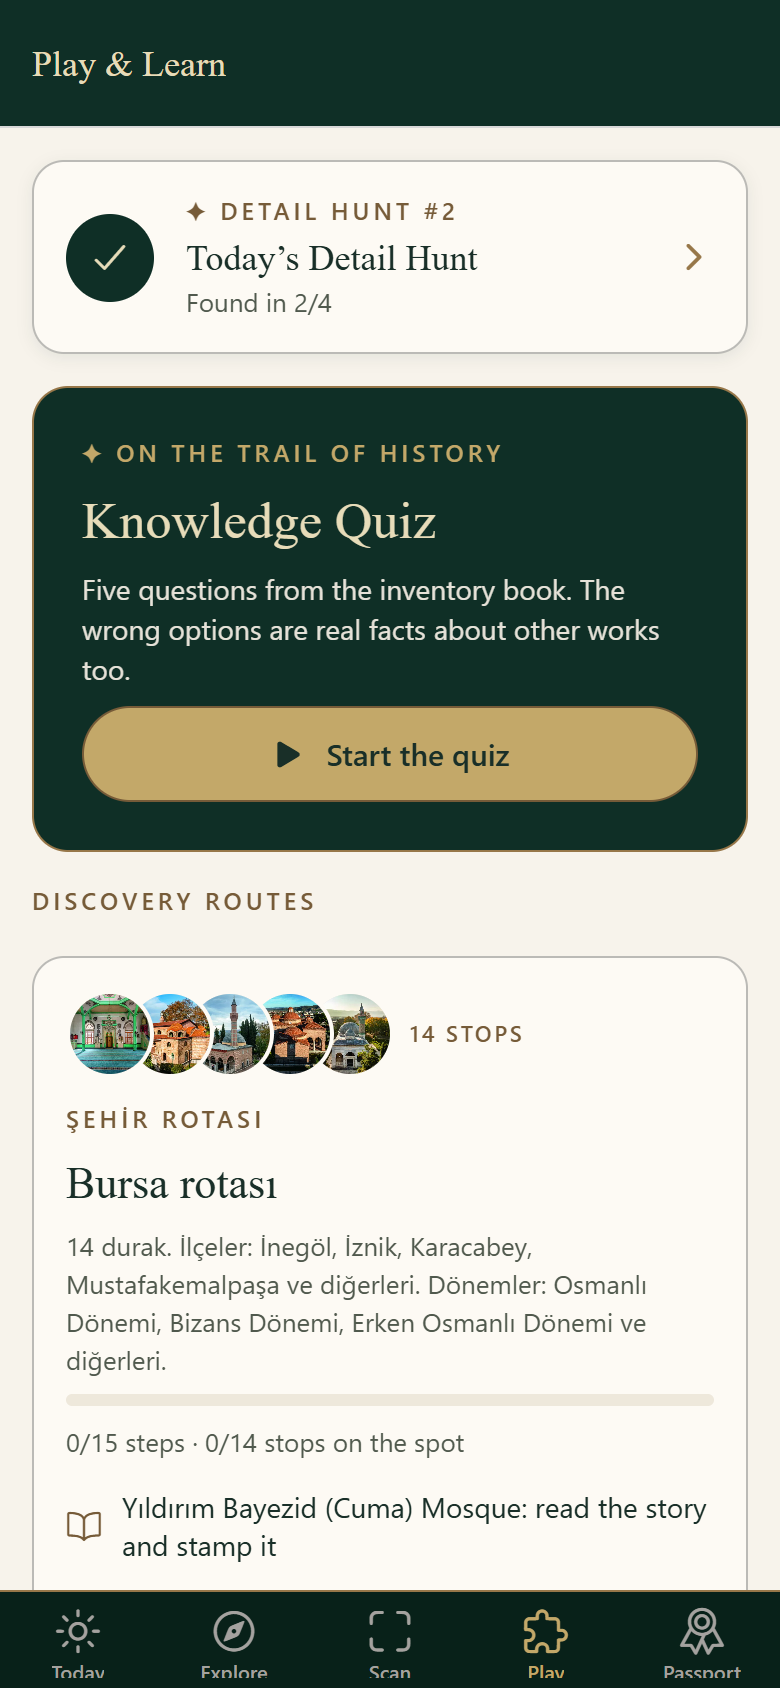 Play & Learn
✦ DETAIL HUNT #2
Today’s Detail Hunt
Found in 2/4
✦ ON THE TRAIL OF HISTORY
Knowledge Quiz
Five questions from the inventory book. The
wrong options are real facts about other works
too.
Start the quiz
DISCOVERY ROUTES
14 STOPS
ŞEHİR ROTASI
Bursa rotası
14 durak. İlçeler: İnegöl, İznik, Karacabey,
Mustafakemalpaşa ve diğerleri. Dönemler: Osmanlı
Dönemi, Bizans Dönemi, Erken Osmanlı Dönemi ve
diğerleri.
0/15 steps · 0/14 stops on the spot
Yıldırım Bayezid (Cuma) Mosque: read the story
and stamp it
Today
Explore
Scan
Play
Passport